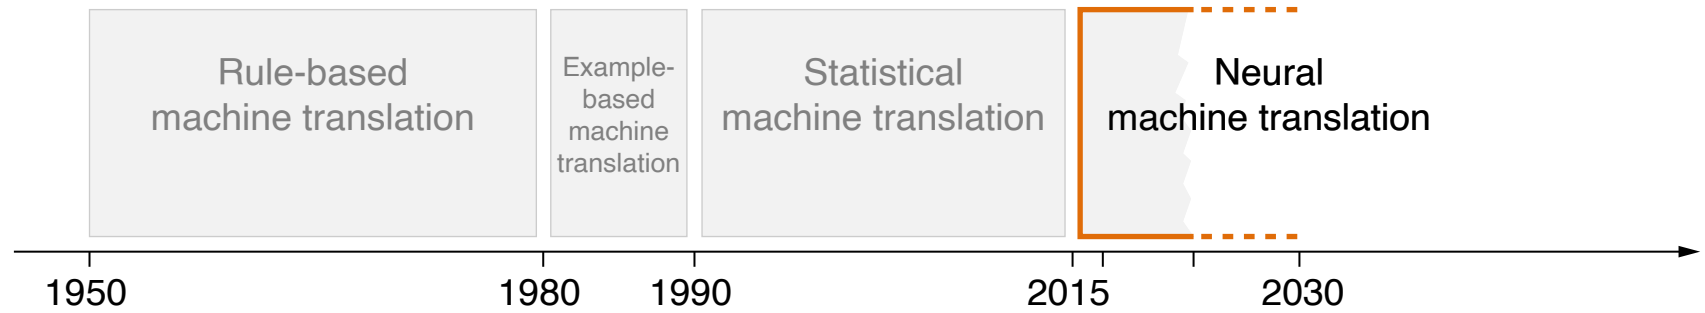 Rule-based
machine translation
Example-
based
machine
translation
Statistical
machine translation
Neural
machine translation
1950
1980
1990
2015
2030